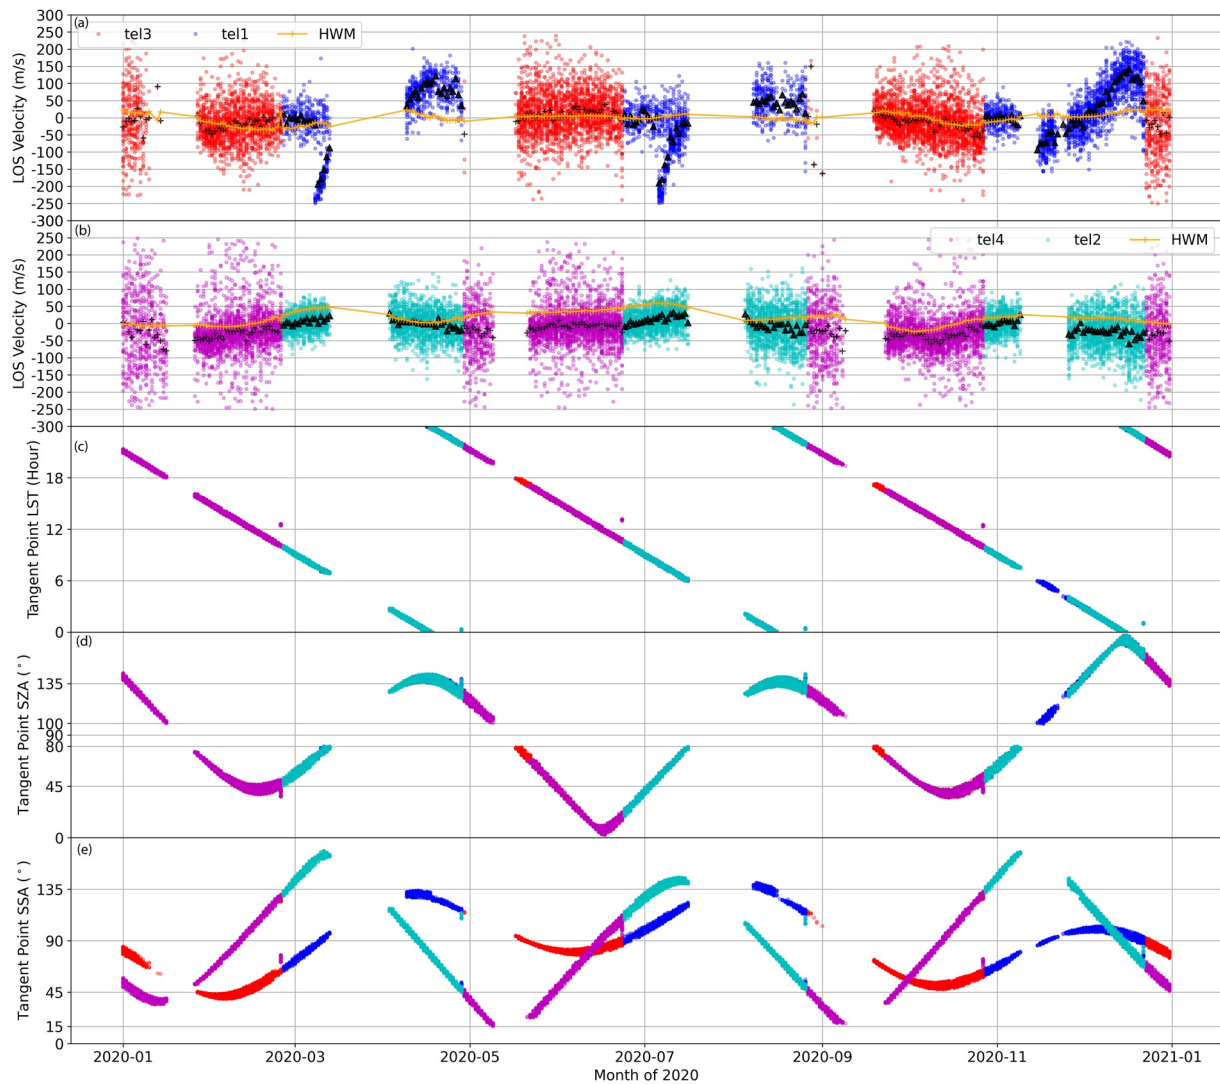 (a)
tel3 tel1 HWM
LOS Velocity (m/s)
300
250
200
150
100
50
0
-50
-100
-150
-200
-250
-300
(b)
tel4 tel2 HWM
LOS Velocity (m/s)
250
200
150
100
50
0
-50
-100
-150
-200
-250
-300
(c)
Tangent Point LST (Hour)
18
12
6
0
(d)
Tangent Point SZA (°)
135
100
90
80
45
0
(e)
Tangent Point SSA (°)
135
90
45
15
0
2020-01 2020-03 2020-05 2020-07 2020-09 2020-11 2021-01
Month of 2020